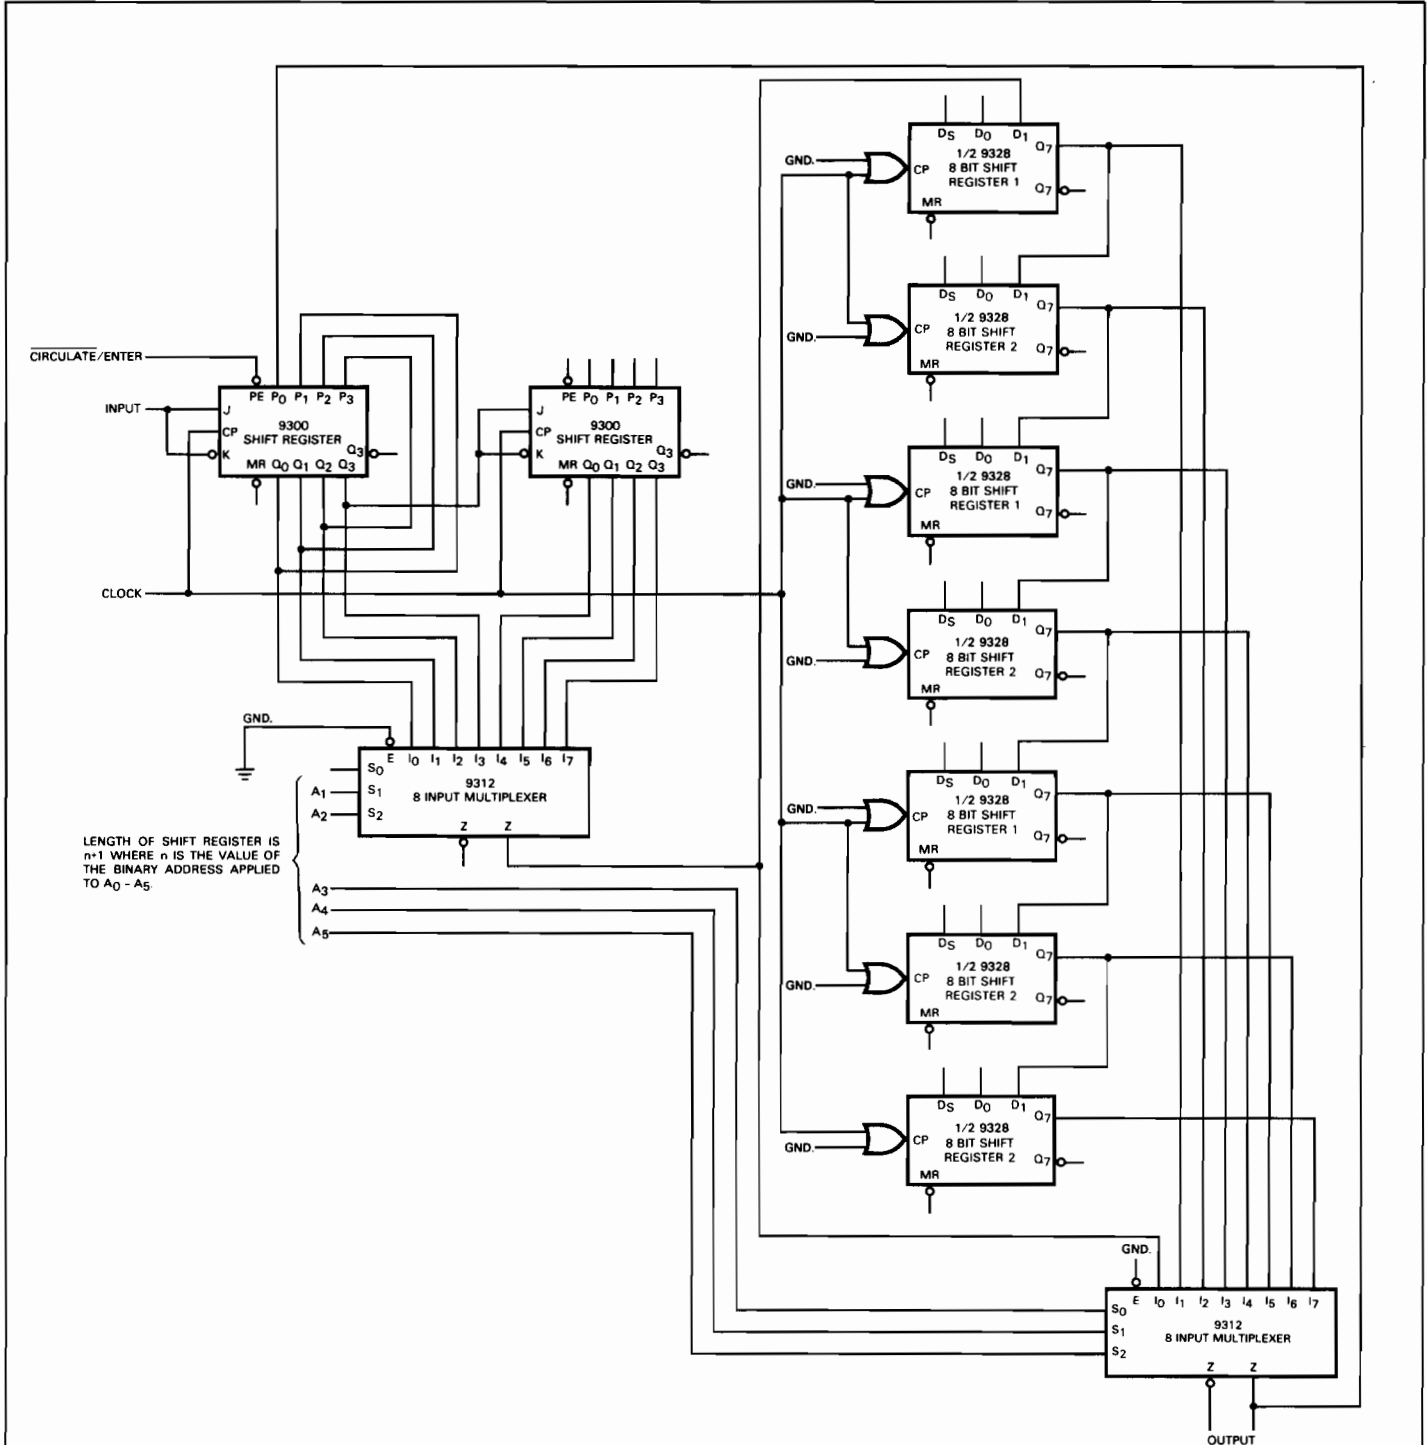 DS D0 D1
Q7
1/2 9328
8 BIT SHIFT
REGISTER 1
GND.
CP
Q7
MR
DS D0 D1
Q7
1/2 9328
8 BIT SHIFT
REGISTER 2
GND.
CP
Q7
MR
CIRCULATE/ENTER
PE P0 P1 P2 P3
INPUT
J
CP
K
9300
SHIFT REGISTER
Q3
MR Q0 Q1 Q2 Q3
PE P0 P1 P2 P3
J
CP
K
9300
SHIFT REGISTER
Q3
MR Q0 Q1 Q2 Q3
DS D0 D1
Q7
1/2 9328
8 BIT SHIFT
REGISTER 1
GND.
CP
Q7
MR
CLOCK
DS D0 D1
Q7
1/2 9328
8 BIT SHIFT
REGISTER 2
GND.
CP
Q7
MR
GND.
E I0 I1 I2 I3 I4 I5 I6 I7
S0
S1
S2
9312
8 INPUT MULTIPLEXER
Z Z
A1
A2
LENGTH OF SHIFT REGISTER IS
n+1 WHERE n IS THE VALUE OF
THE BINARY ADDRESS APPLIED
TO A0 - A5.
A3
A4
A5
DS D0 D1
Q7
1/2 9328
8 BIT SHIFT
REGISTER 1
GND.
CP
Q7
MR
DS D0 D1
Q7
1/2 9328
8 BIT SHIFT
REGISTER 2
GND.
CP
Q7
MR
DS D0 D1
Q7
1/2 9328
8 BIT SHIFT
REGISTER 2
GND.
CP
Q7
MR
GND.
E I0 I1 I2 I3 I4 I5 I6 I7
S0
S1
S2
9312
8 INPUT MULTIPLEXER
Z Z
OUTPUT